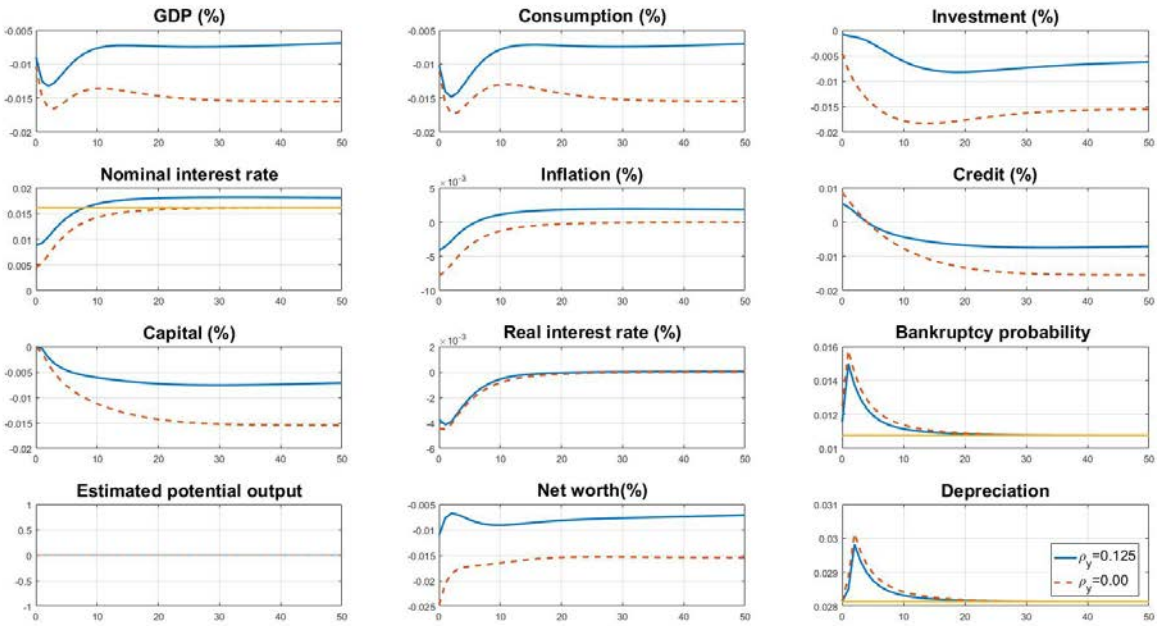 GDP (%)
-0.005
-0.01
-0.015
-0.02
0 10 20 30 40 50
Consumption (%)
-0.005
-0.01
-0.015
-0.02
0 10 20 30 40 50
Investment (%)
0
-0.005
-0.01
-0.015
-0.02
0 10 20 30 40 50
Nominal interest rate
0.02
0.015
0.01
0.005
0
0 10 20 30 40 50
Inflation (%)
×10⁻³
5
0
-5
-10
0 10 20 30 40 50
Credit (%)
0.01
0
-0.01
-0.02
0 10 20 30 40 50
Capital (%)
0
-0.005
-0.01
-0.015
-0.02
0 10 20 30 40 50
Real interest rate (%)
×10⁻³
2
0
-2
-4
-6
0 10 20 30 40 50
Bankruptcy probability
0.016
0.014
0.012
0.01
0 10 20 30 40 50
Estimated potential output
1
0.5
0
-0.5
-1
0 10 20 30 40 50
Net worth(%)
-0.005
-0.01
-0.015
-0.02
-0.025
0 10 20 30 40 50
Depreciation
0.031
0.03
0.029
0.028
0 10 20 30 40 50
ρy=0.125
ρy=0.00